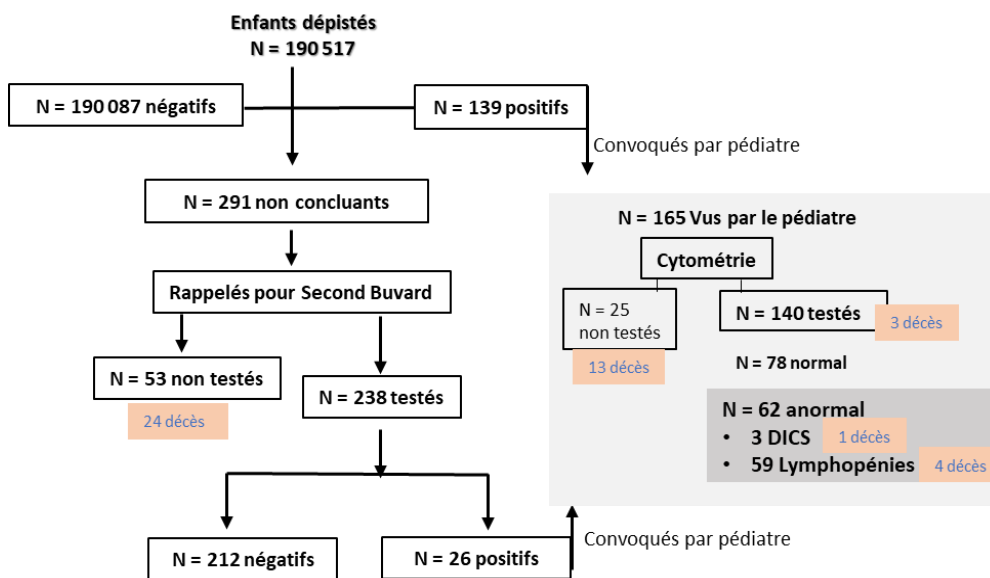 Enfants dépistés
N = 190 517
N = 190 087 négatifs
N = 139 positifs
Convoqués par pédiatre
N = 291 non concluants
Rappelés pour Second Buvard
N = 53 non testés
24 décès
N = 238 testés
N = 212 négatifs
N = 26 positifs
Convoqués par pédiatre
N = 165 Vus par le pédiatre
Cytométrie
N = 25
non testés
13 décès
N = 140 testés
3 décès
N = 78 normal
N = 62 anormal
• 3 DICS 1 décès
• 59 Lymphopénies 4 décès